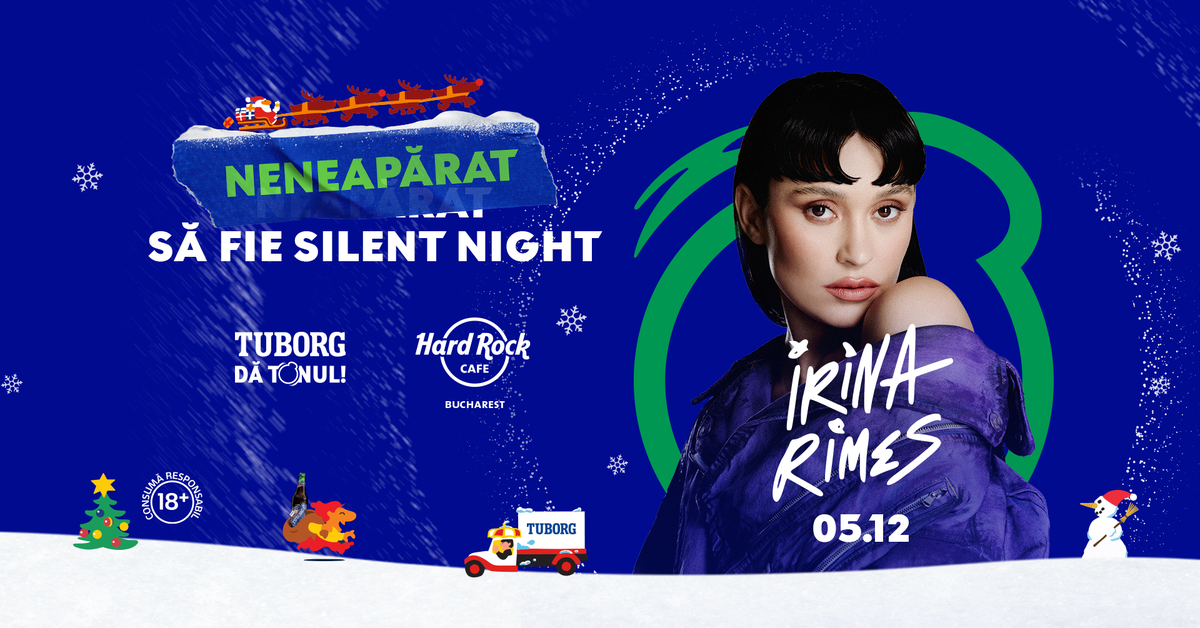 NENEAPĂRAT
SĂ FIE SILENT NIGHT
TUBORG
DĂ TONUL!
Hard Rock
CAFE
BUCHAREST
IRINA
RIMES
05.12
CONSUMĂ RESPONSABIL
18+
TUBORG